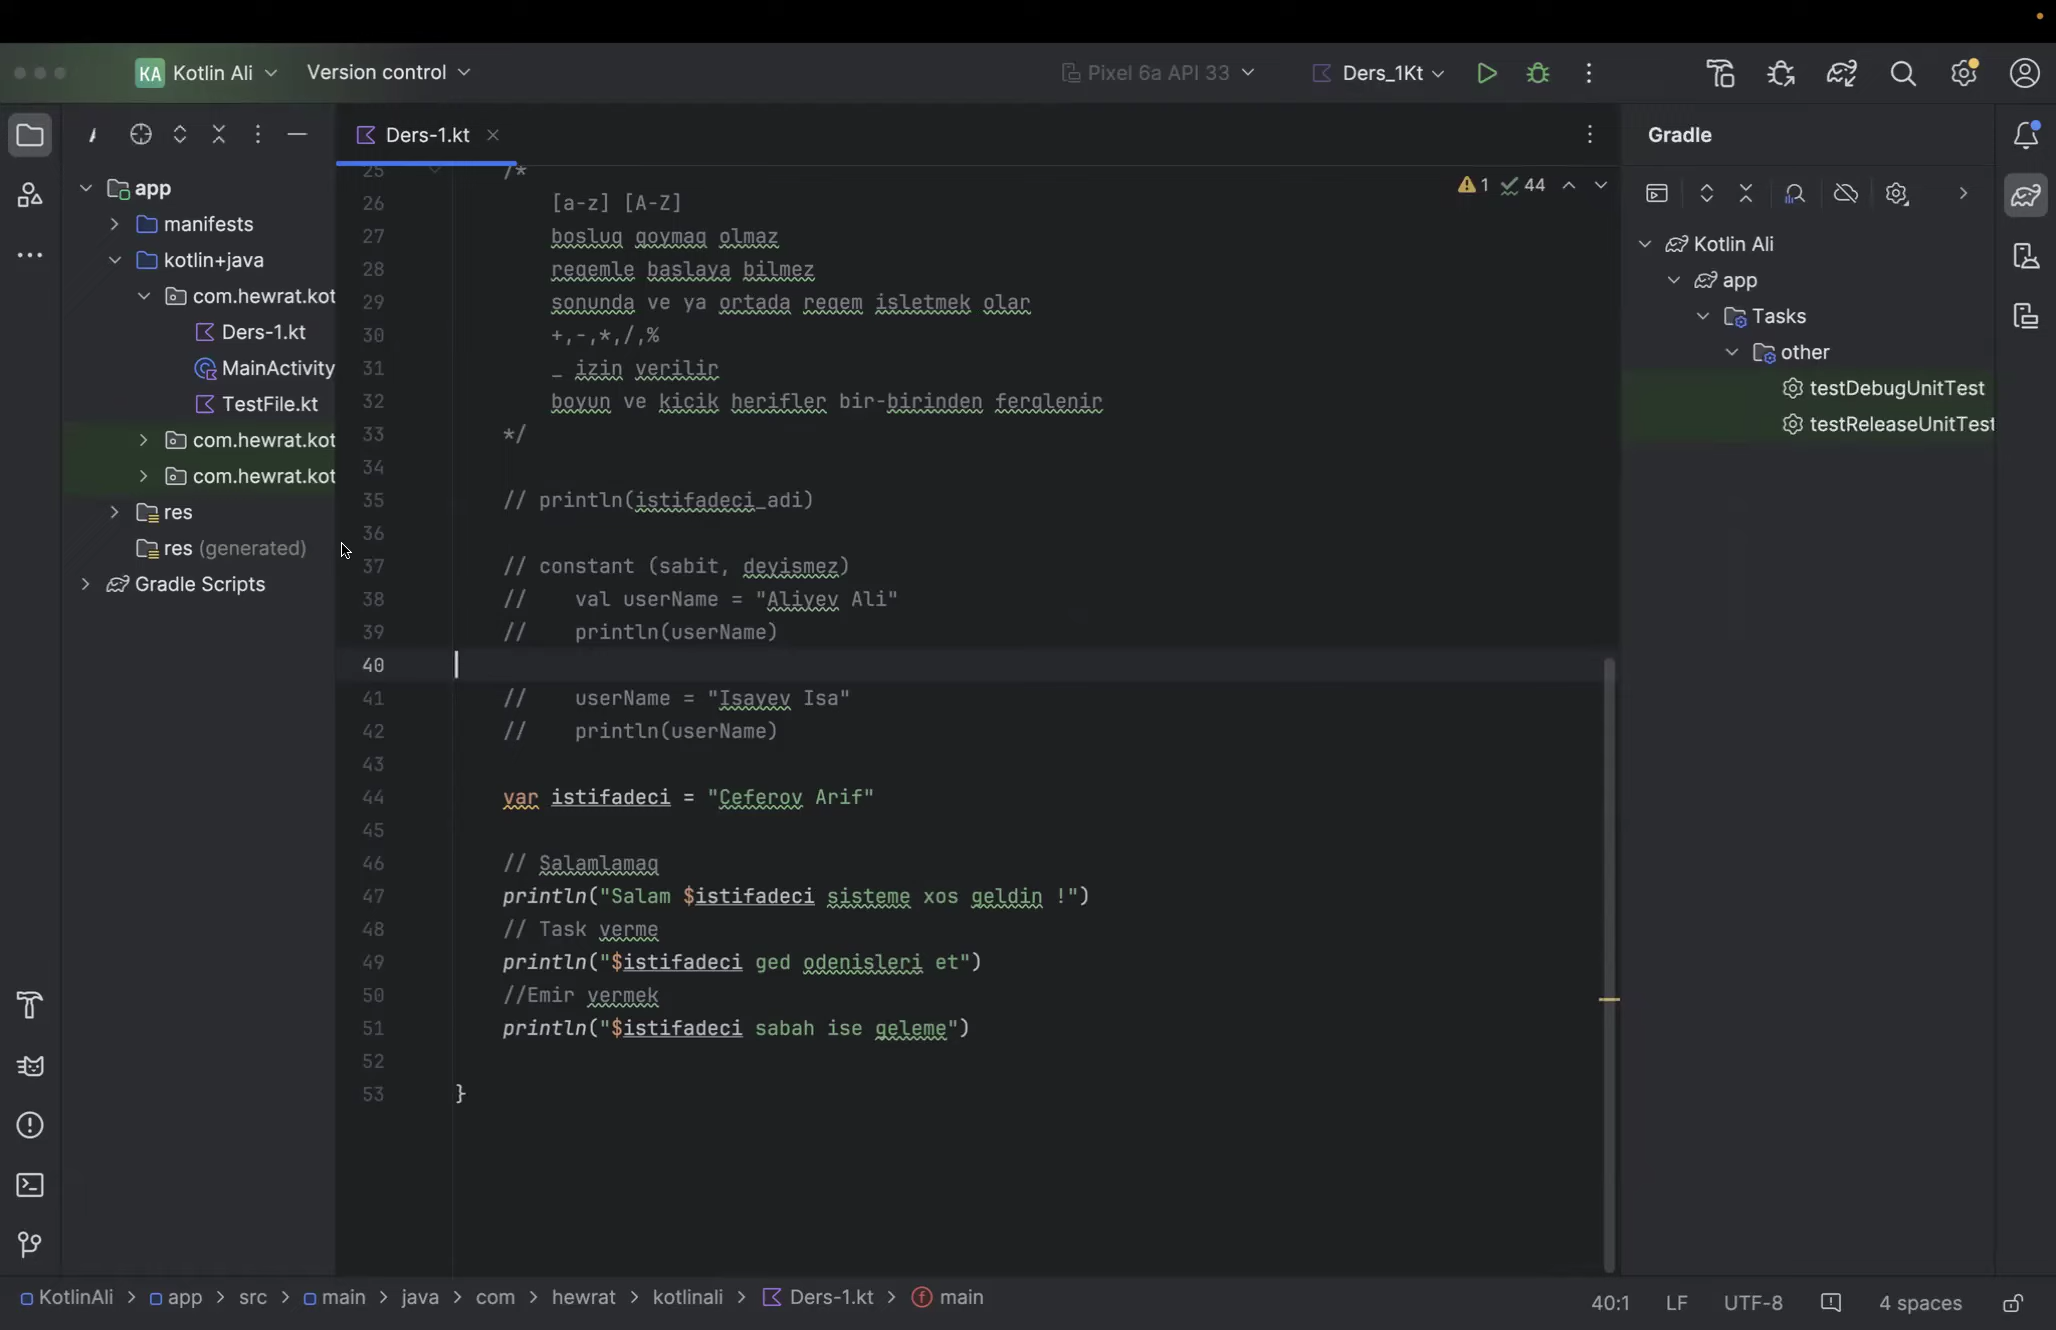 KA Kotlin Ali Version control Pixel 6a API 33 Ders_1Kt
Ders-1.kt
Gradle
app
manifests
kotlin+java
com.hewrat.kot
Ders-1.kt
MainActivity
TestFile.kt
com.hewrat.kot
com.hewrat.kot
res
res (generated)
Gradle Scripts
1 44
25 /*
26 [a-z] [A-Z]
27 boslug goymag olmaz
28 regemle baslaya bilmez
29 sonunda ve ya ortada regem isletmek olar
30 +,-,*,/,%
31 _ izin verilir
32 boyun ve kicik herifler bir-birinden ferglenir
33 */
34
35 // println(istifadeci_adi)
36
37 // constant (sabit, deyismez)
38 // val userName = "Aliyev Ali"
39 // println(userName)
40
41 // userName = "Isayev Isa"
42 // println(userName)
43
44 var istifadeci = "Ceferov Arif"
45
46 // Salamlamag
47 println("Salam $istifadeci sisteme xos geldin !")
48 // Task verme
49 println("$istifadeci ged odenisleri et")
50 //Emir vermek
51 println("$istifadeci sabah ise geleme")
52
53 }
Kotlin Ali
app
Tasks
other
testDebugUnitTest
testReleaseUnitTest
KotlinAli > app > src > main > java > com > hewrat > kotlinali > Ders-1.kt > main
40:1 LF UTF-8 4 spaces